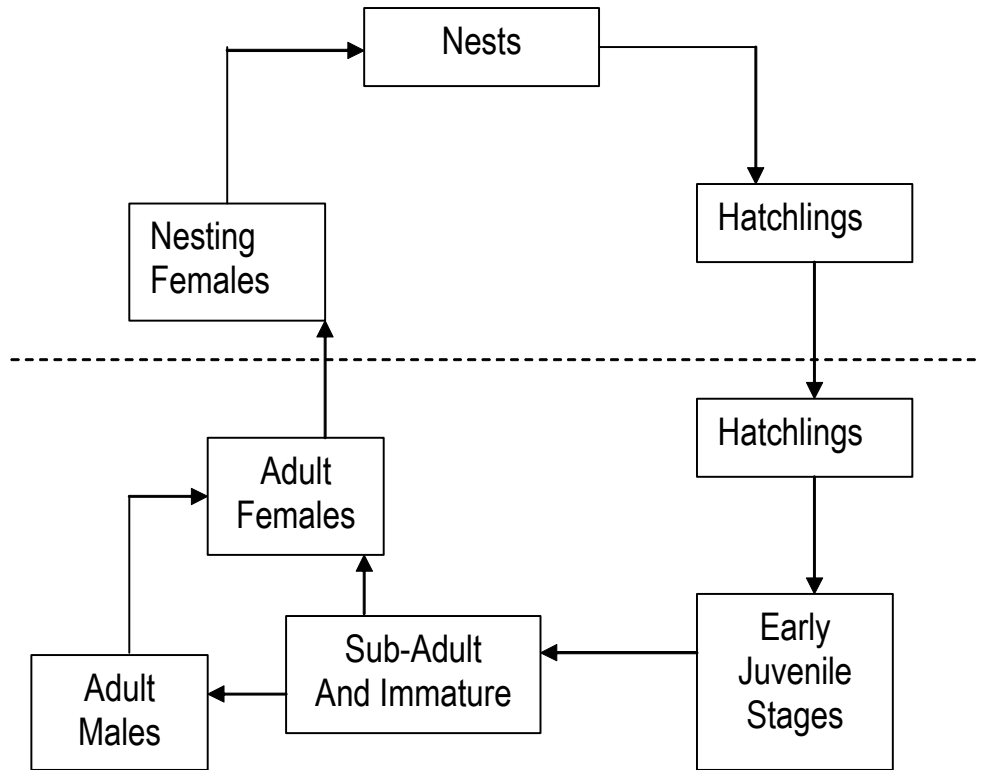 Nests
Nesting
Females
Hatchlings
Hatchlings
Adult
Females
Sub-Adult
And Immature
Early
Juvenile
Stages
Adult
Males